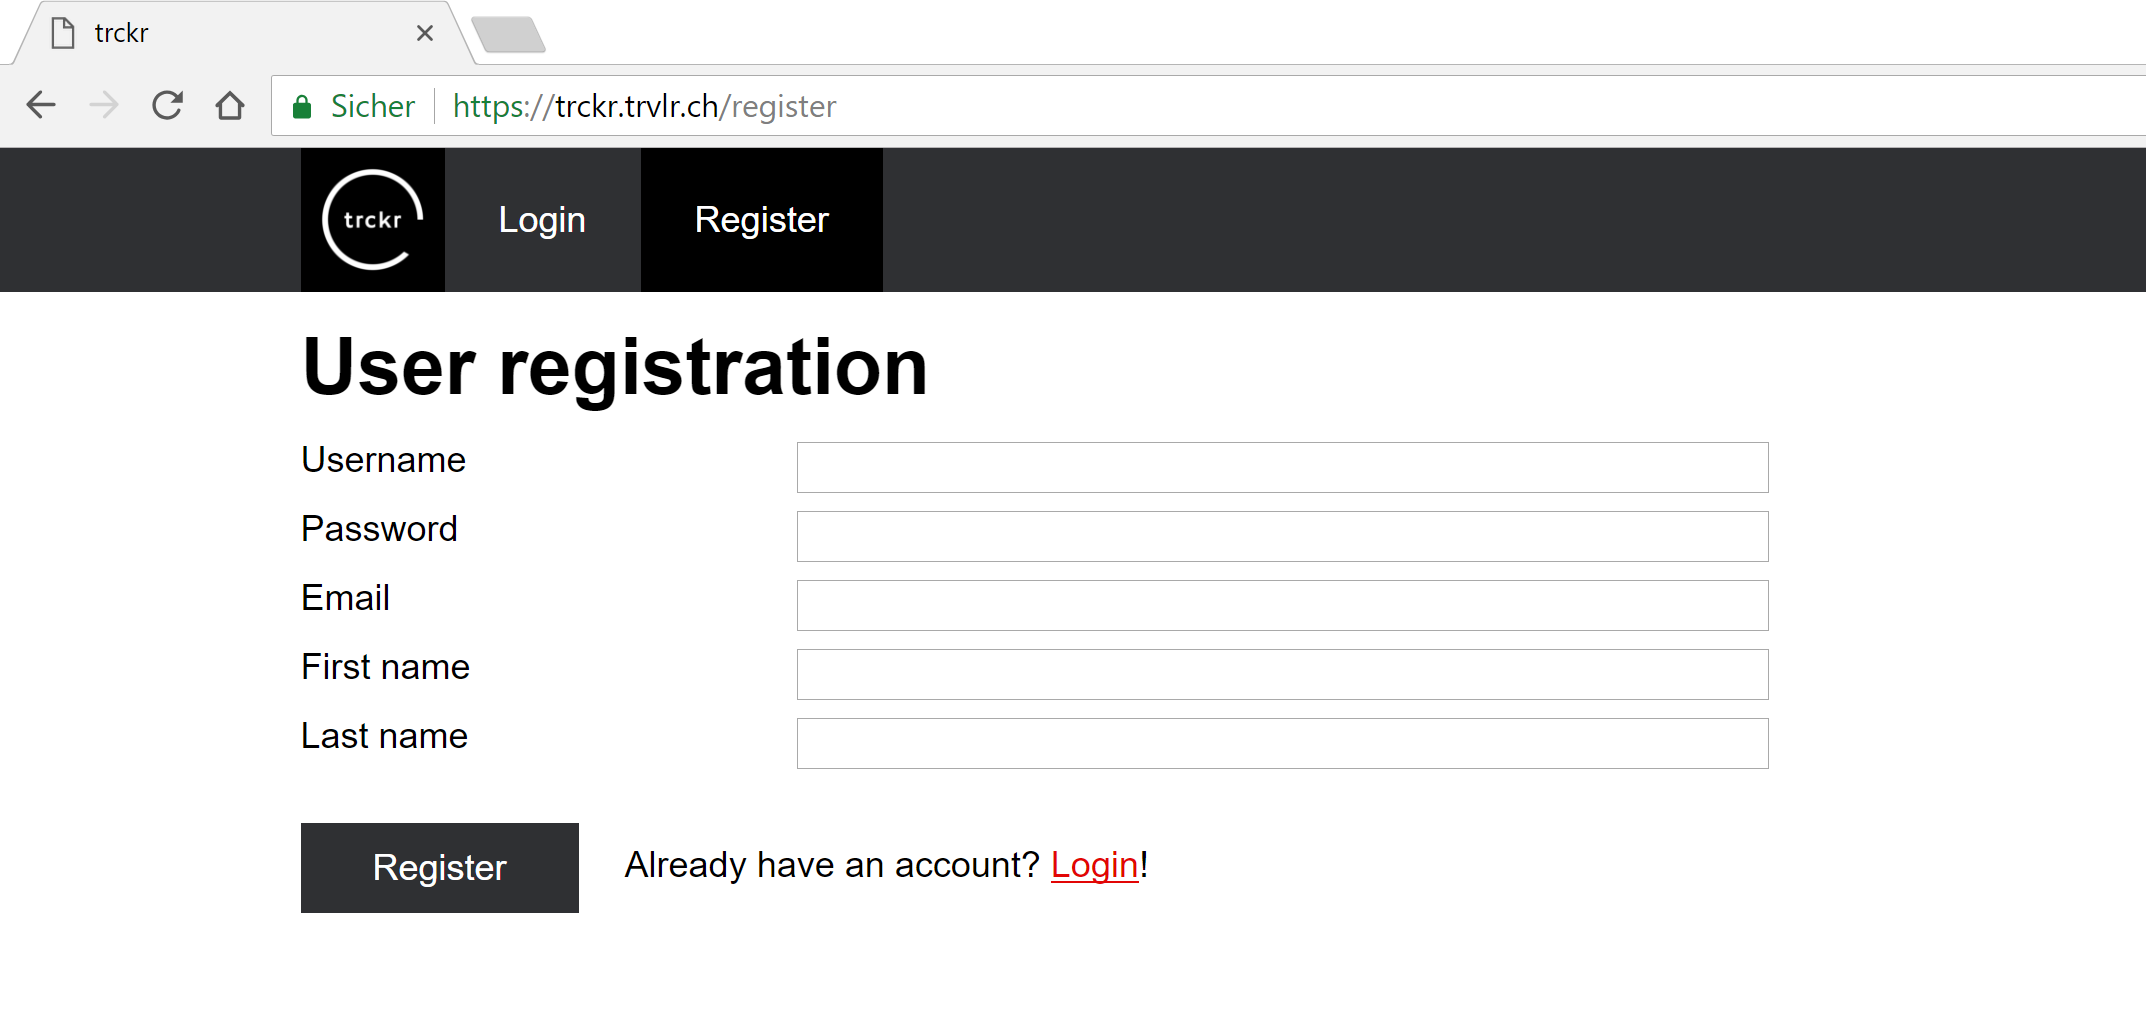 trckr
Sicher https://trckr.trvlr.ch/register
trckr Login Register
User registration
Username
Password
Email
First name
Last name
Register Already have an account? Login!